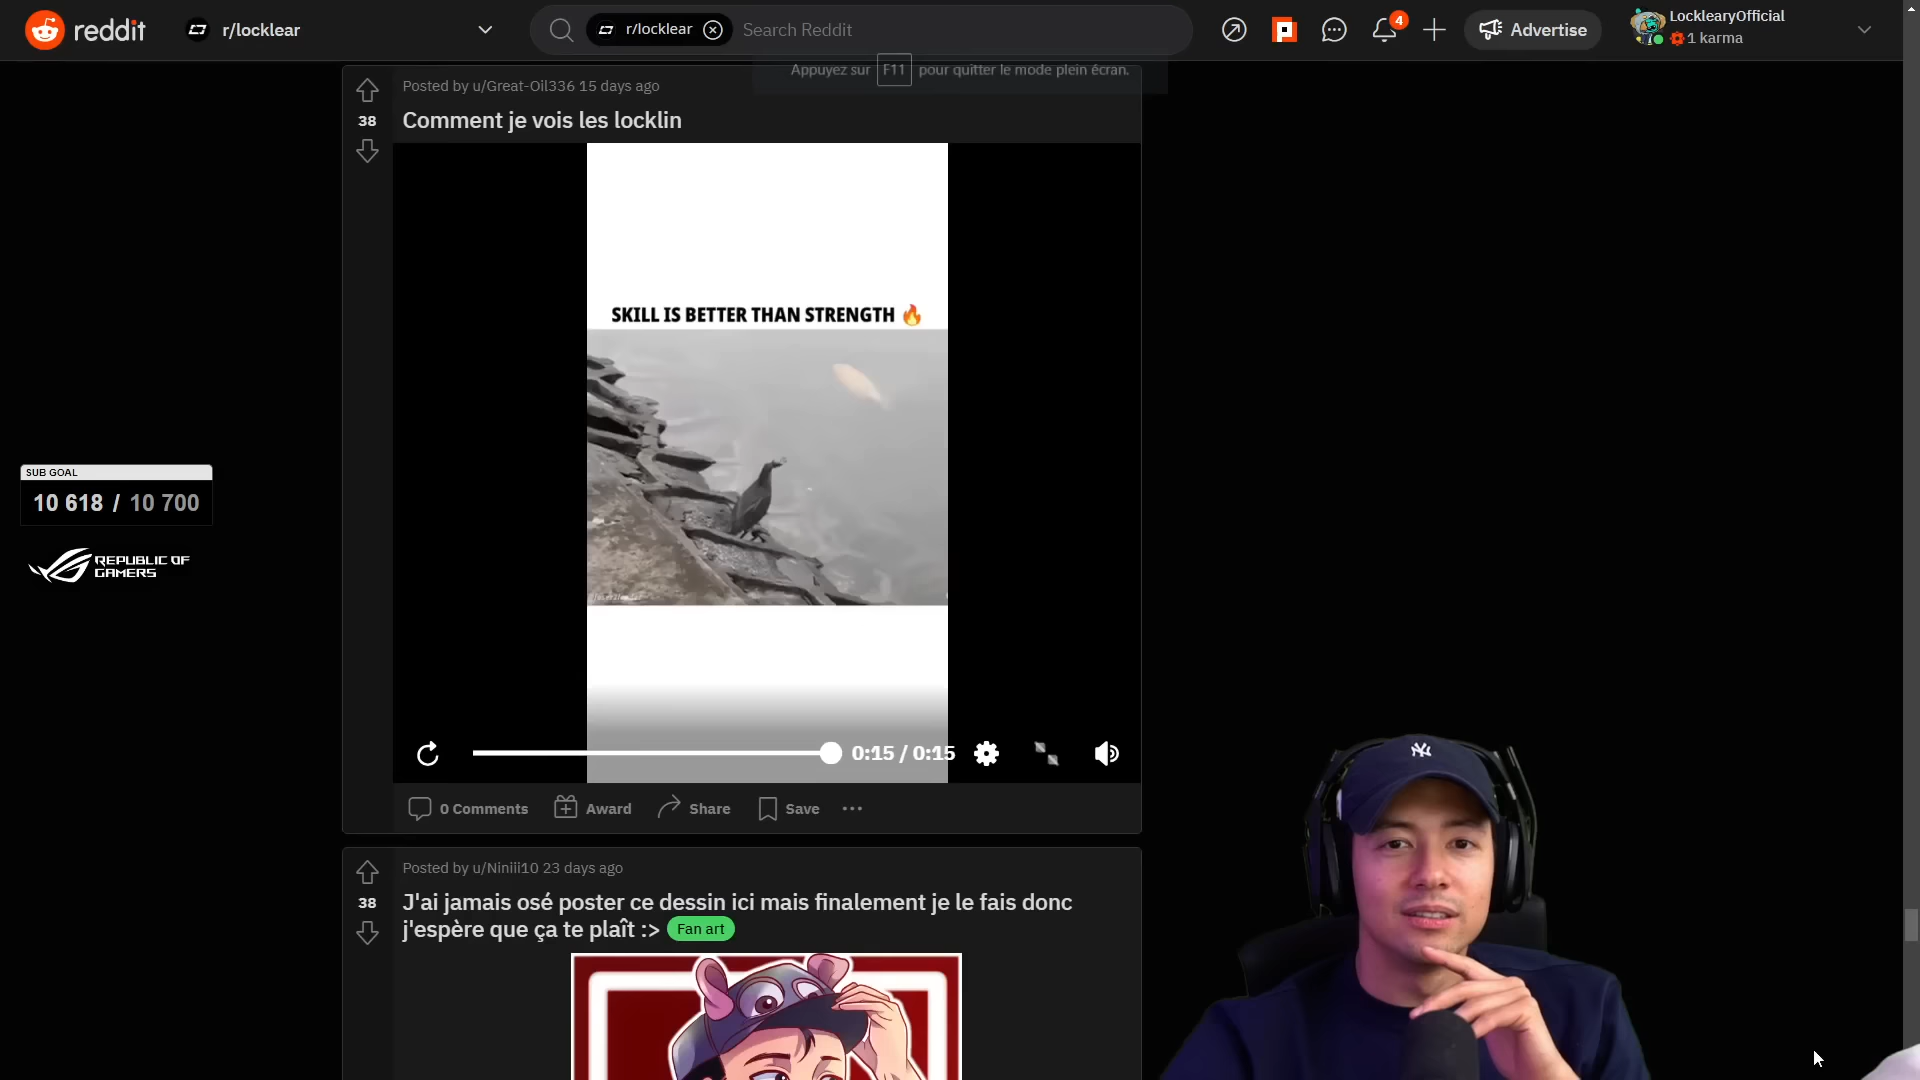 reddit
r/locklear
r/locklear
Search Reddit
4
Advertise
LocklearyOfficial
1 karma
Appuyez sur F11 pour quitter le mode plein écran.
Posted by u/Great-Oil336 15 days ago
38
Comment je vois les locklin
SKILL IS BETTER THAN STRENGTH 🔥
SUB GOAL
10 618 / 10 700
REPUBLIC OF
GAMERS
0:15 / 0:15
0 Comments
Award
Share
Save
Posted by u/Niniii10 23 days ago
38
J'ai jamais osé poster ce dessin ici mais finalement je le fais donc
j'espère que ça te plaît :> Fan art
NY